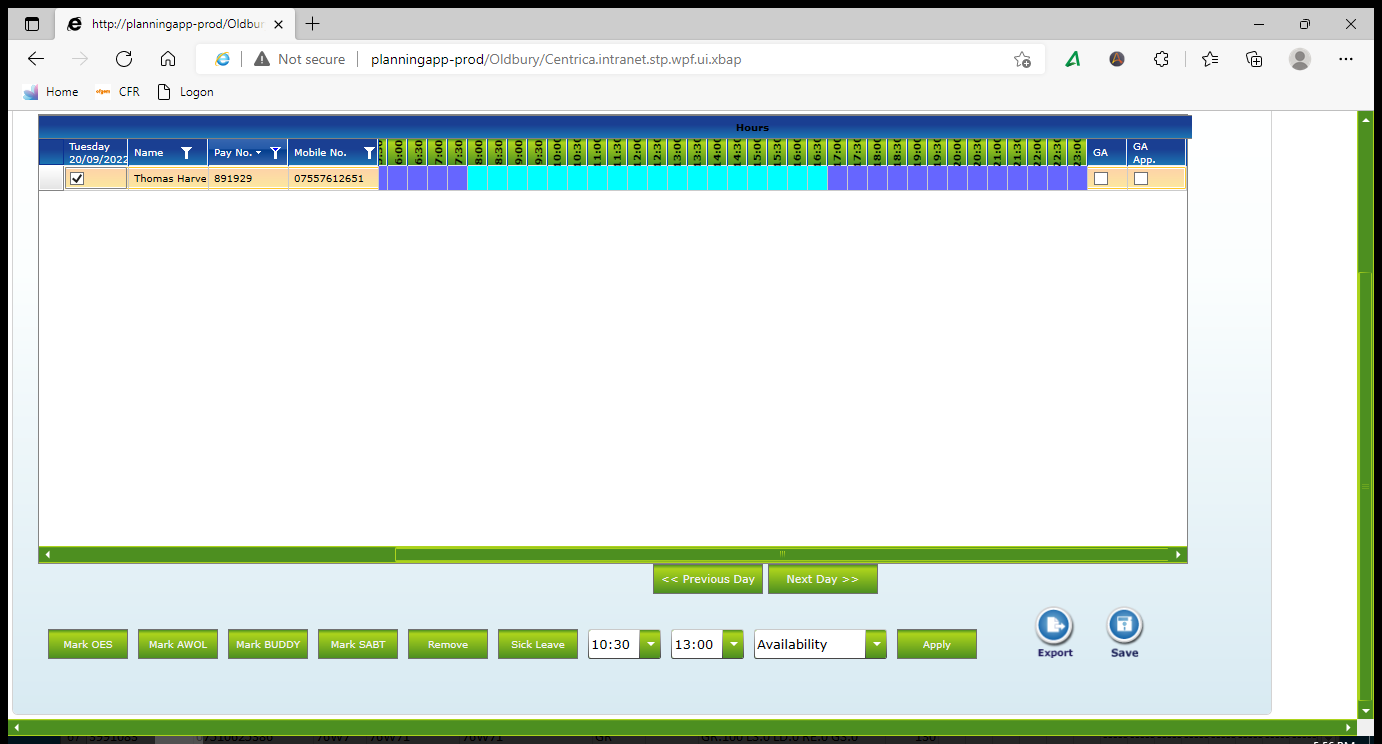 http://planningapp-prod/Oldbur
Not secure
planningapp-prod/Oldbury/Centrica.intranet.stp.wpf.ui.xbap
Home
cfgem
CFR
Logon
Hours
Tuesday 20/09/2022
Name
Pay No.
Mobile No.
6:00 6:30 7:00 7:30 8:00 8:30 9:00 9:30 10:00 10:30 11:00 11:30 12:00 12:30 13:00 13:30 14:00 14:30 15:00 15:30 16:00 16:30 17:00 17:30 18:00 18:30 19:00 19:30 20:00 20:30 21:00 21:30 22:00 22:30 23:00
GA
GA App.
Thomas Harve 891929 07557612651
<< Previous Day
Next Day >>
Mark OES
Mark AWOL
Mark BUDDY
Mark SABT
Remove
Sick Leave
10:30
13:00
Availability
Apply
Export
Save